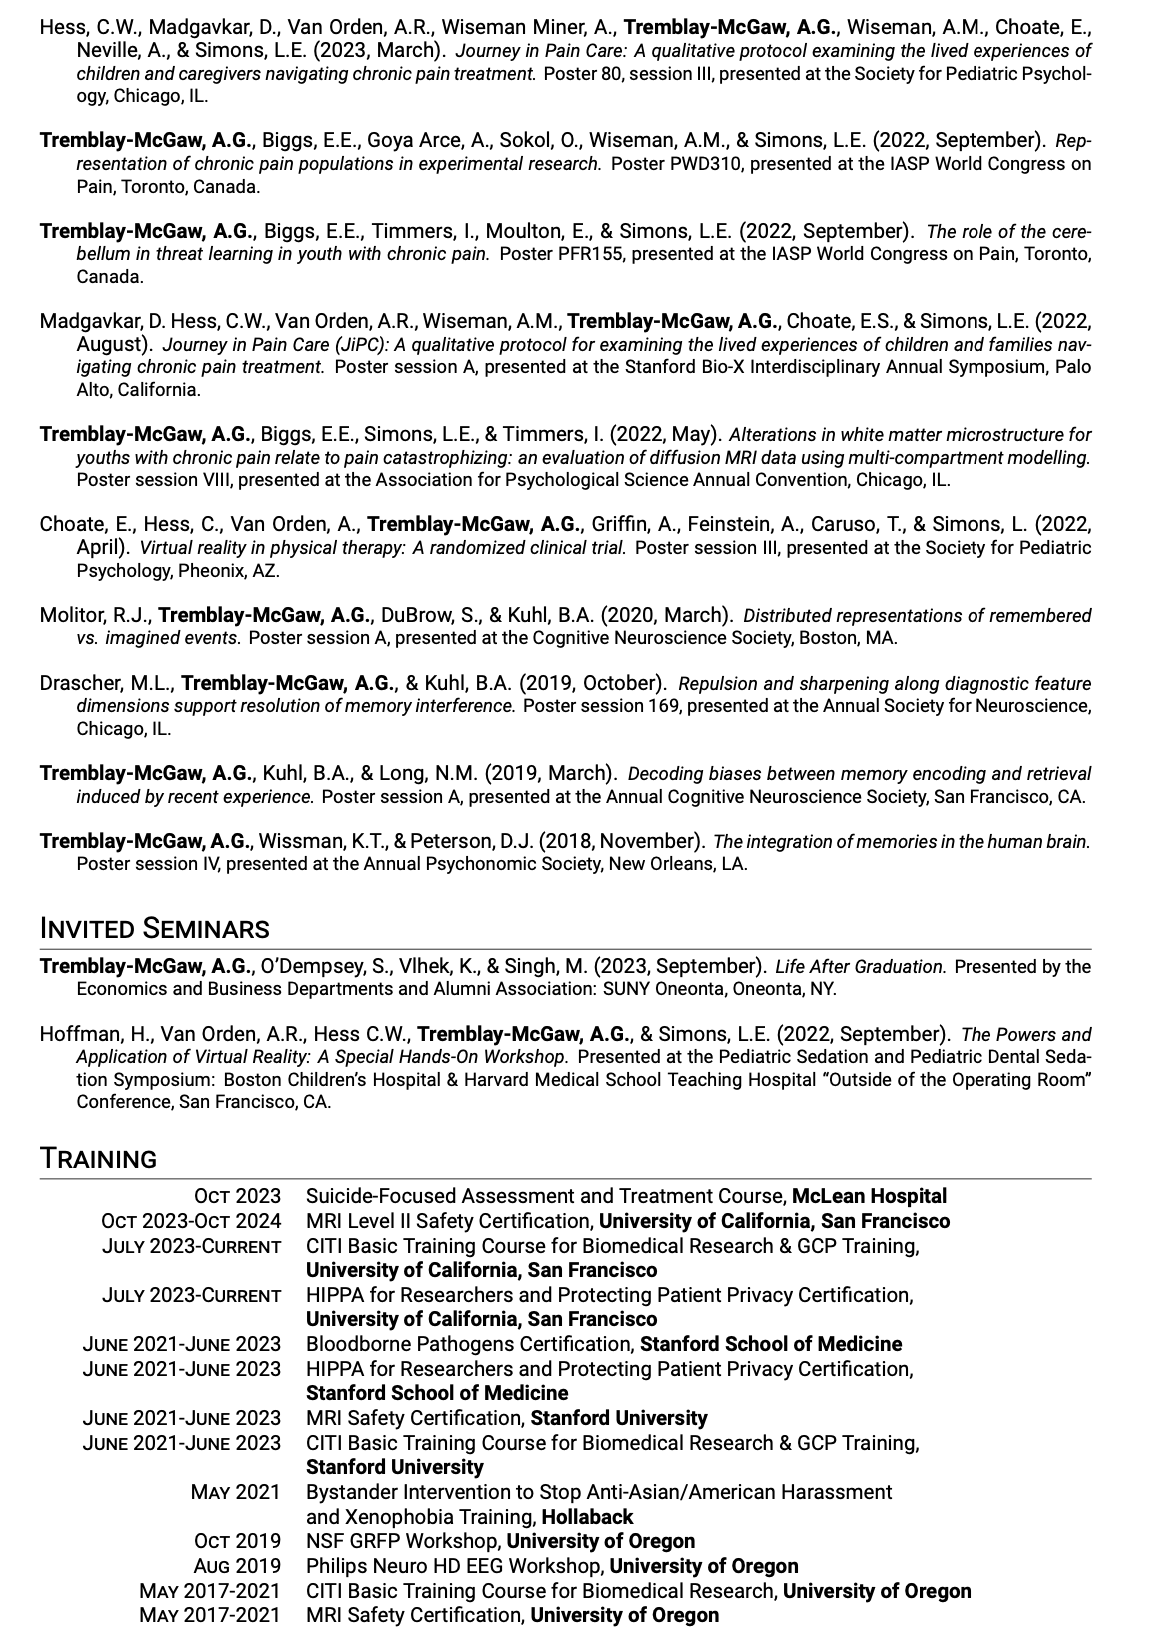 Hess, C.W., Madgavkar, D., Van Orden, A.R., Wiseman Miner, A., Tremblay-McGaw, A.G., Wiseman, A.M., Choate, E.,
Neville, A., & Simons, L.E. (2023, March). Journey in Pain Care: A qualitative protocol examining the lived experiences of
children and caregivers navigating chronic pain treatment. Poster 80, session III, presented at the Society for Pediatric Psychol-
ogy, Chicago, IL.
Tremblay-McGaw, A.G., Biggs, E.E., Goya Arce, A., Sokol, O., Wiseman, A.M., & Simons, L.E. (2022, September). Rep-
resentation of chronic pain populations in experimental research. Poster PWD310, presented at the IASP World Congress on
Pain, Toronto, Canada.
Tremblay-McGaw, A.G., Biggs, E.E., Timmers, I., Moulton, E., & Simons, L.E. (2022, September). The role of the cere-
bellum in threat learning in youth with chronic pain. Poster PFR155, presented at the IASP World Congress on Pain, Toronto,
Canada.
Madgavkar, D. Hess, C.W., Van Orden, A.R., Wiseman, A.M., Tremblay-McGaw, A.G., Choate, E.S., & Simons, L.E. (2022,
August). Journey in Pain Care (JiPC): A qualitative protocol for examining the lived experiences of children and families nav-
igating chronic pain treatment. Poster session A, presented at the Stanford Bio-X Interdisciplinary Annual Symposium, Palo
Alto, California.
Tremblay-McGaw, A.G., Biggs, E.E., Simons, L.E., & Timmers, I. (2022, May). Alterations in white matter microstructure for
youths with chronic pain relate to pain catastrophizing: an evaluation of diffusion MRI data using multi-compartment modelling.
Poster session VIII, presented at the Association for Psychological Science Annual Convention, Chicago, IL.
Choate, E., Hess, C., Van Orden, A., Tremblay-McGaw, A.G., Griffin, A., Feinstein, A., Caruso, T., & Simons, L. (2022,
April). Virtual reality in physical therapy: A randomized clinical trial. Poster session III, presented at the Society for Pediatric
Psychology, Pheonix, AZ.
Molitor, R.J., Tremblay-McGaw, A.G., DuBrow, S., & Kuhl, B.A. (2020, March). Distributed representations of remembered
vs. imagined events. Poster session A, presented at the Cognitive Neuroscience Society, Boston, MA.
Drascher, M.L., Tremblay-McGaw, A.G., & Kuhl, B.A. (2019, October). Repulsion and sharpening along diagnostic feature
dimensions support resolution of memory interference. Poster session 169, presented at the Annual Society for Neuroscience,
Chicago, IL.
Tremblay-McGaw, A.G., Kuhl, B.A., & Long, N.M. (2019, March). Decoding biases between memory encoding and retrieval
induced by recent experience. Poster session A, presented at the Annual Cognitive Neuroscience Society, San Francisco, CA.
Tremblay-McGaw, A.G., Wissman, K.T., & Peterson, D.J. (2018, November). The integration of memories in the human brain.
Poster session IV, presented at the Annual Psychonomic Society, New Orleans, LA.
INVITED SEMINARS
Tremblay-McGaw, A.G., O'Dempsey, S., Vlhek, K., & Singh, M. (2023, September). Life After Graduation. Presented by the
Economics and Business Departments and Alumni Association: SUNY Oneonta, Oneonta, NY.
Hoffman, H., Van Orden, A.R., Hess C.W., Tremblay-McGaw, A.G., & Simons, L.E. (2022, September). The Powers and
Application of Virtual Reality: A Special Hands-On Workshop. Presented at the Pediatric Sedation and Pediatric Dental Seda-
tion Symposium: Boston Children's Hospital & Harvard Medical School Teaching Hospital “Outside of the Operating Room”
Conference, San Francisco, CA.
TRAINING
OCT 2023 Suicide-Focused Assessment and Treatment Course, McLean Hospital
OCT 2023-OCT 2024 MRI Level II Safety Certification, University of California, San Francisco
JULY 2023-CURRENT CITI Basic Training Course for Biomedical Research & GCP Training,
University of California, San Francisco
JULY 2023-CURRENT HIPPA for Researchers and Protecting Patient Privacy Certification,
University of California, San Francisco
JUNE 2021-JUNE 2023 Bloodborne Pathogens Certification, Stanford School of Medicine
JUNE 2021-JUNE 2023 HIPPA for Researchers and Protecting Patient Privacy Certification,
Stanford School of Medicine
JUNE 2021-JUNE 2023 MRI Safety Certification, Stanford University
JUNE 2021-JUNE 2023 CITI Basic Training Course for Biomedical Research & GCP Training,
Stanford University
MAY 2021 Bystander Intervention to Stop Anti-Asian/American Harassment
and Xenophobia Training, Hollaback
OCT 2019 NSF GRFP Workshop, University of Oregon
AUG 2019 Philips Neuro HD EEG Workshop, University of Oregon
MAY 2017-2021 CITI Basic Training Course for Biomedical Research, University of Oregon
MAY 2017-2021 MRI Safety Certification, University of Oregon